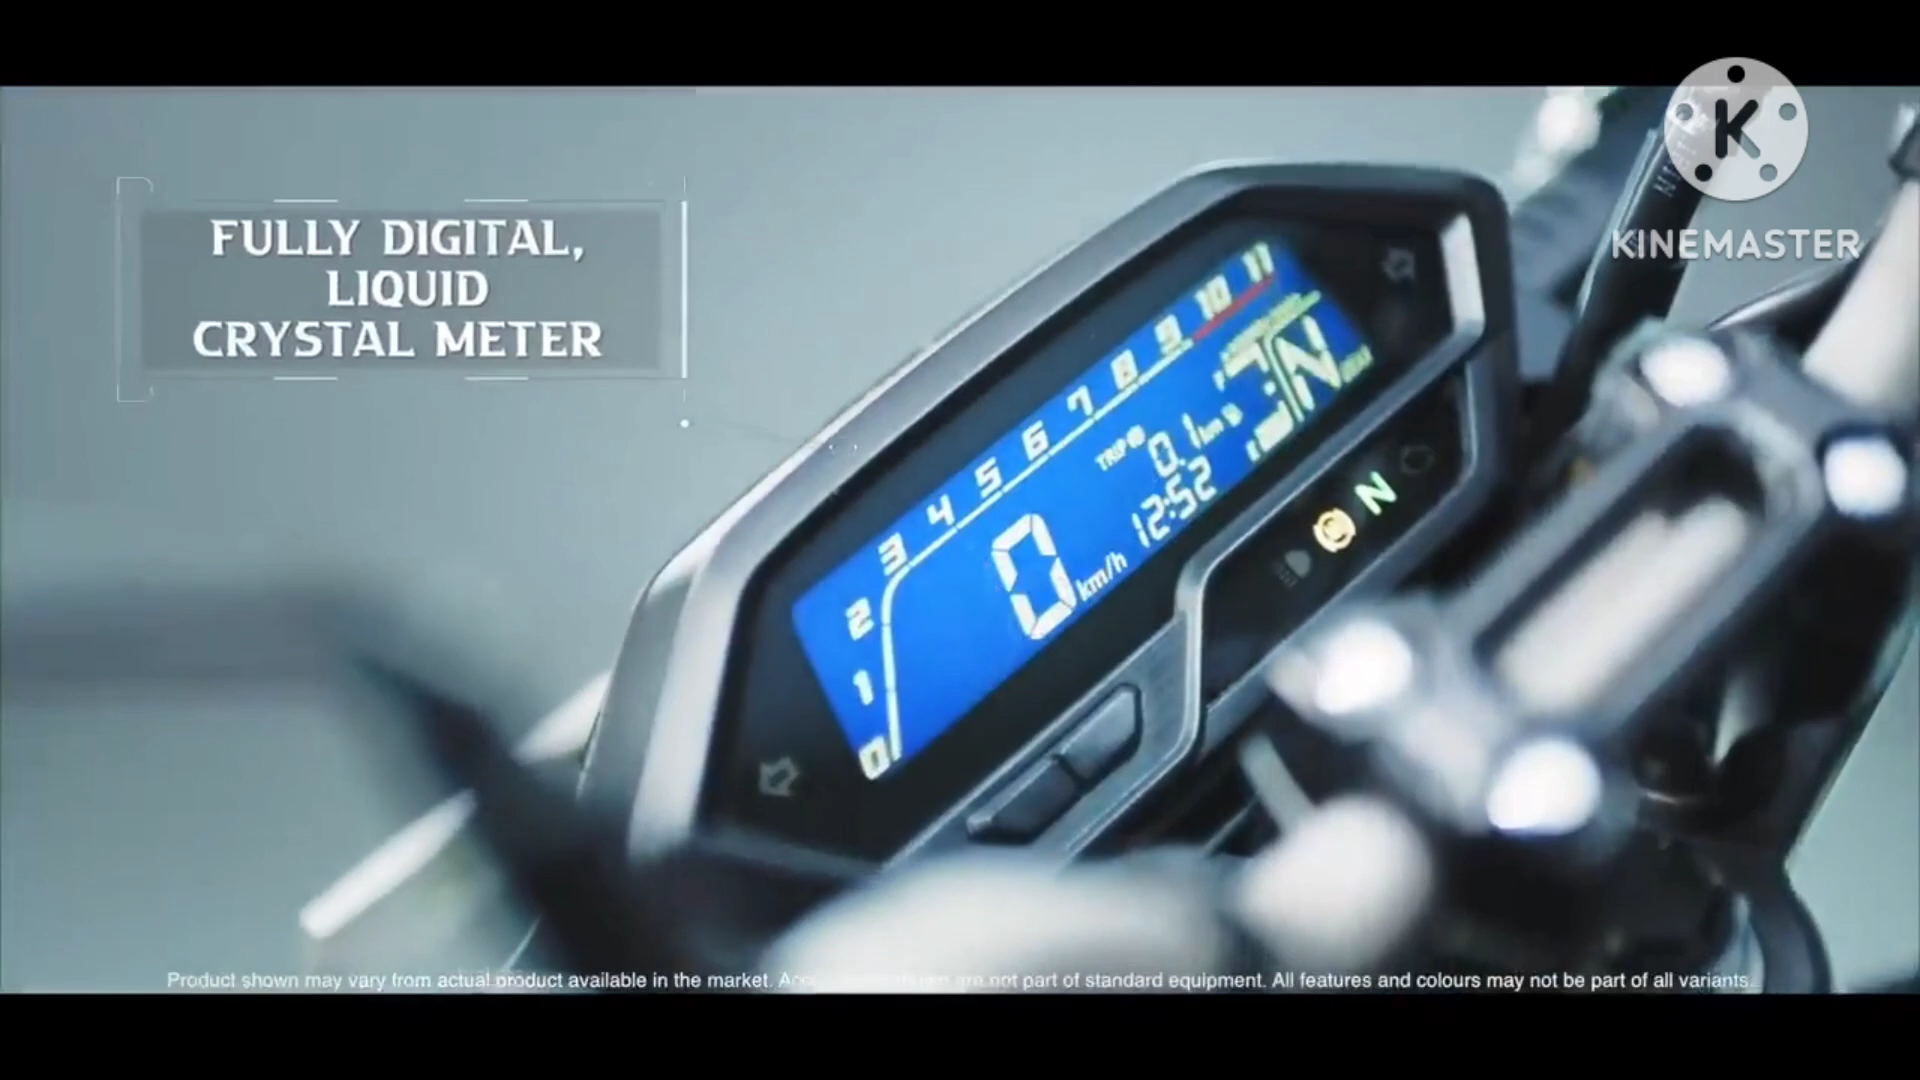 K
KINEMASTER
FULLY DIGITAL,
LIQUID
CRYSTAL METER
0 1 2 3 4 5 6 7 8 9 10 11
TRIP
0.1 km
N
12:52
0 km/h
N
Product shown may vary from actual product available in the market. are not part of standard equipment. All features and colours may not be part of all variants.